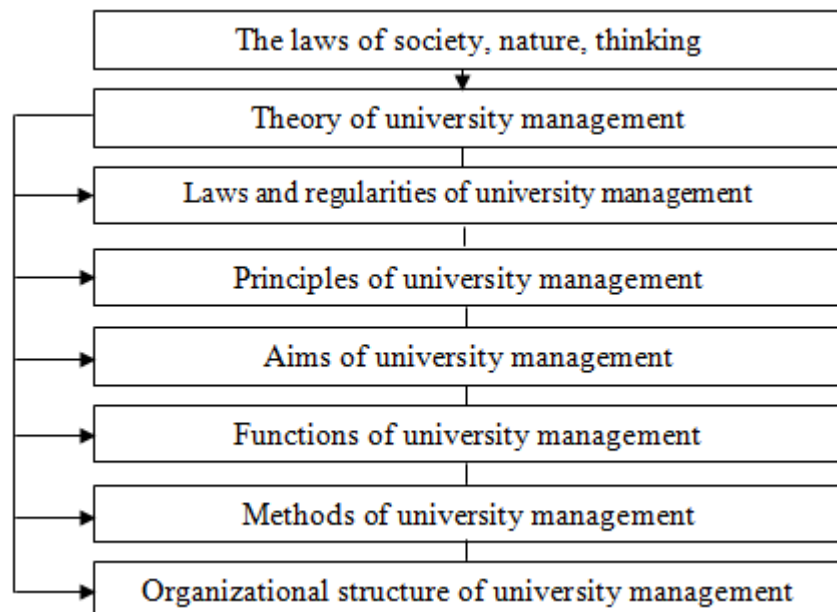 The laws of society, nature, thinking
Theory of university management
Laws and regularities of university management
Principles of university management
Aims of university management
Functions of university management
Methods of university management
Organizational structure of university management